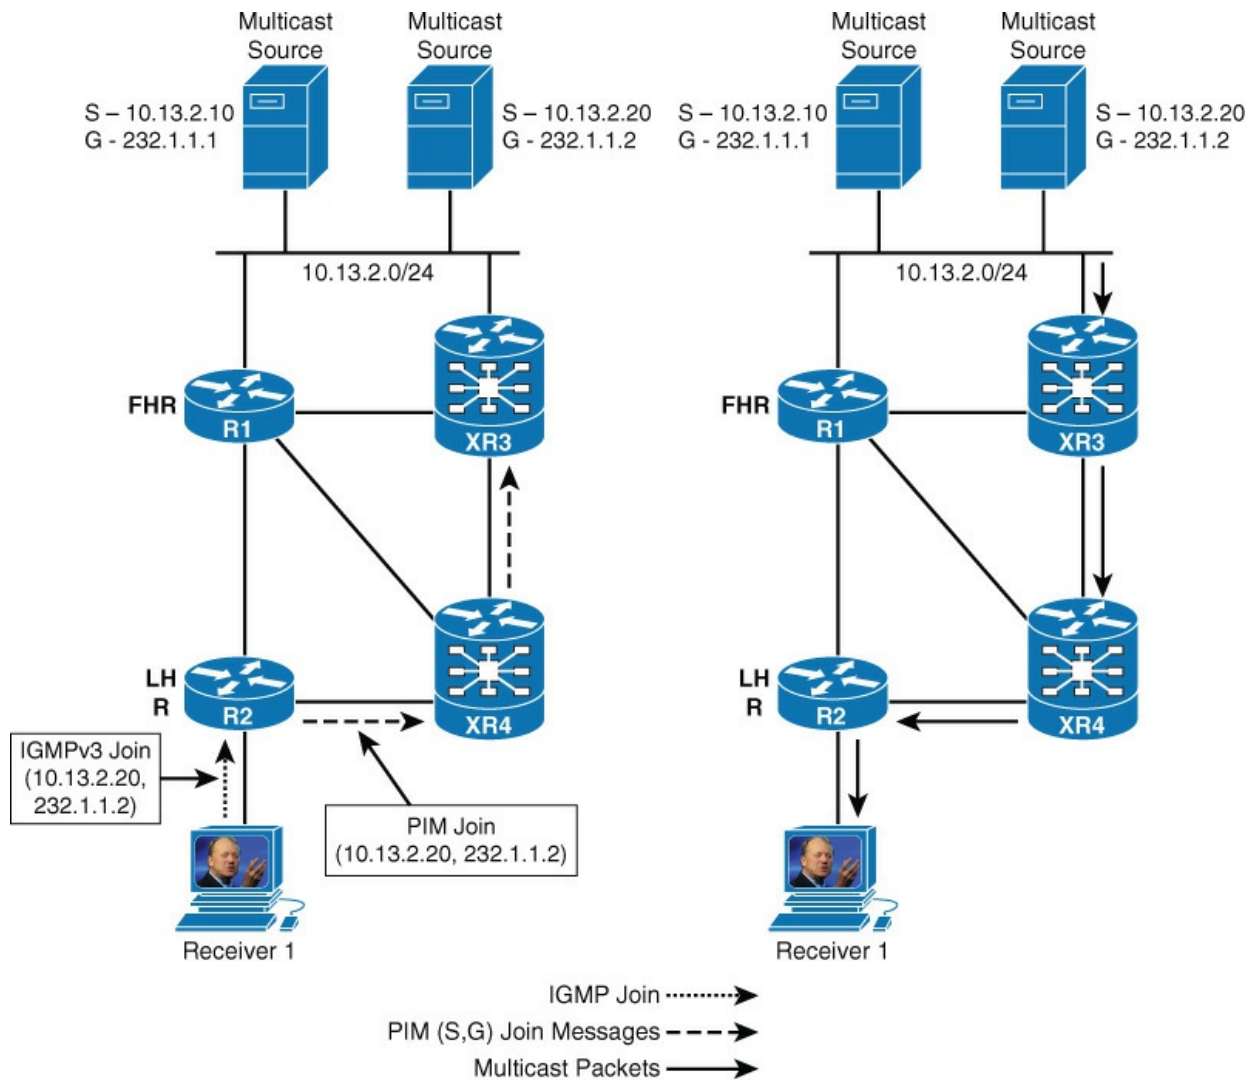 Multicast
Source
Multicast
Source
S – 10.13.2.10
G - 232.1.1.1
S – 10.13.2.20
G - 232.1.1.2
10.13.2.0/24
FHR
R1
XR3
LH
R
R2
XR4
IGMPv3 Join
(10.13.2.20,
232.1.1.2)
PIM Join
(10.13.2.20, 232.1.1.2)
Receiver 1
Multicast
Source
Multicast
Source
S – 10.13.2.10
G - 232.1.1.1
S – 10.13.2.20
G - 232.1.1.2
10.13.2.0/24
FHR
R1
XR3
LH
R
R2
XR4
Receiver 1
IGMP Join
PIM (S,G) Join Messages
Multicast Packets